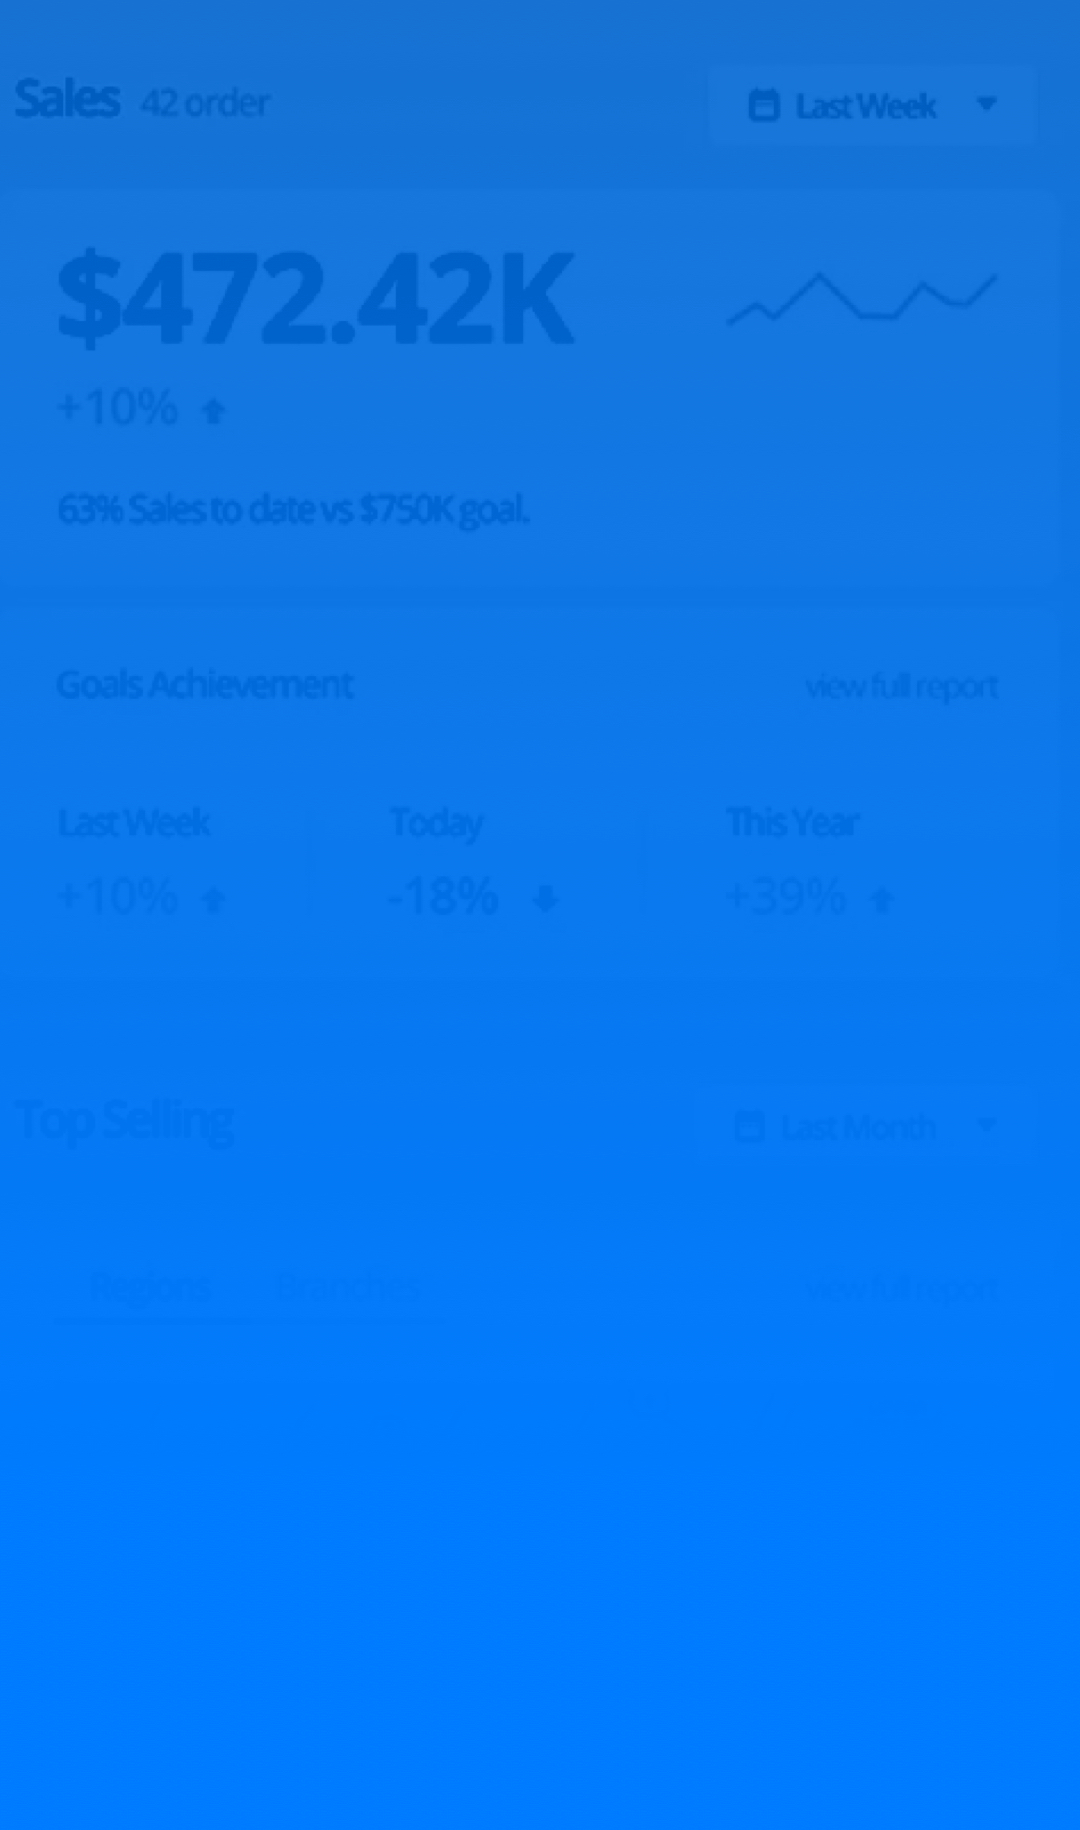 Sales 42 order Last Week
$472.42K
+10%
63% Sales to date vs $750K goal.
Goals Achievement view full report
Last Week Today This Year
+10% -18% +39%
Top Selling Last Month
Regions Branches view full report